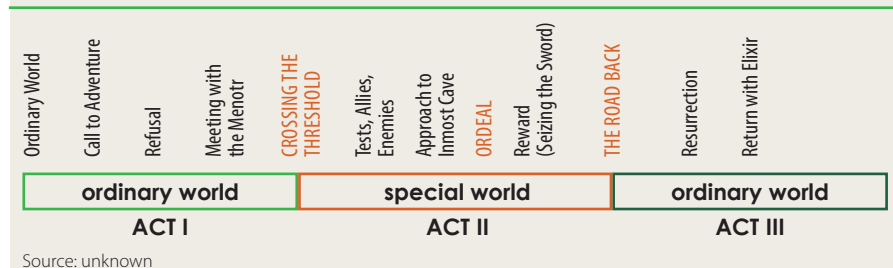 Ordinary World
Call to Adventure
Refusal
Meeting with
the Menotr
CROSSING THE
THRESHOLD
Tests, Allies,
Enemies
Approach to
Inmost Cave
ORDEAL
Reward
(Seizing the Sword)
THE ROAD BACK
Resurrection
Return with Elixir
ordinary world
special world
ordinary world
ACT I
ACT II
ACT III
Source: unknown